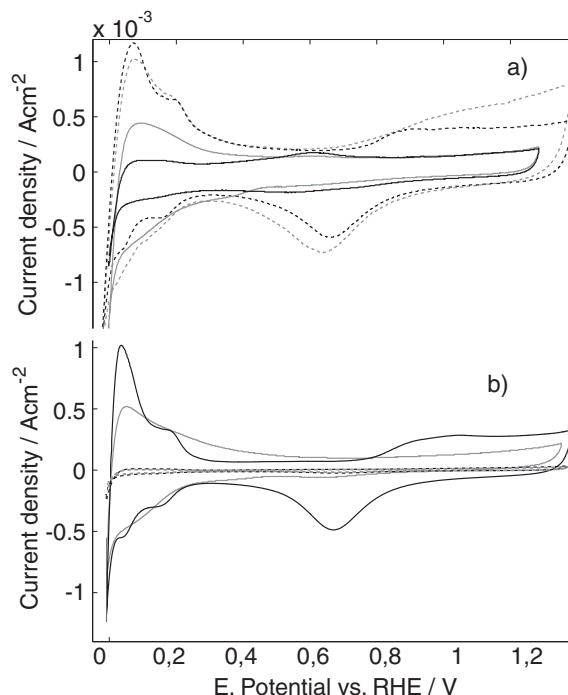 x 10⁻³
1
a)
0.5
0
-0.5
-1
Current density / Acm⁻²
1
b)
0.5
0
-0.5
-1
Current density / Acm⁻²
0 0,2 0,4 0,6 0,8 1 1,2
E. Potential vs. RHE / V